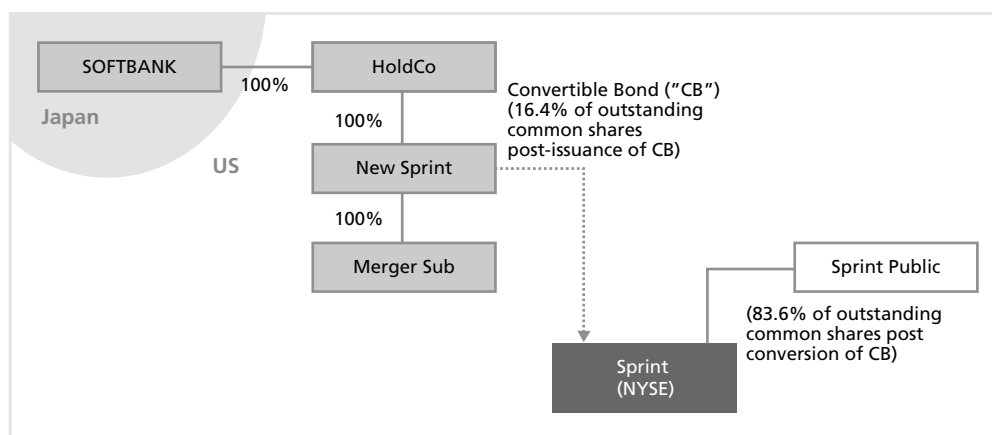 SOFTBANK
100%
HoldCo
Japan
US
100%
Convertible Bond (”CB”)
(16.4% of outstanding
common shares
post-issuance of CB)
New Sprint
100%
Merger Sub
Sprint Public
(83.6% of outstanding
common shares post
conversion of CB)
Sprint
(NYSE)